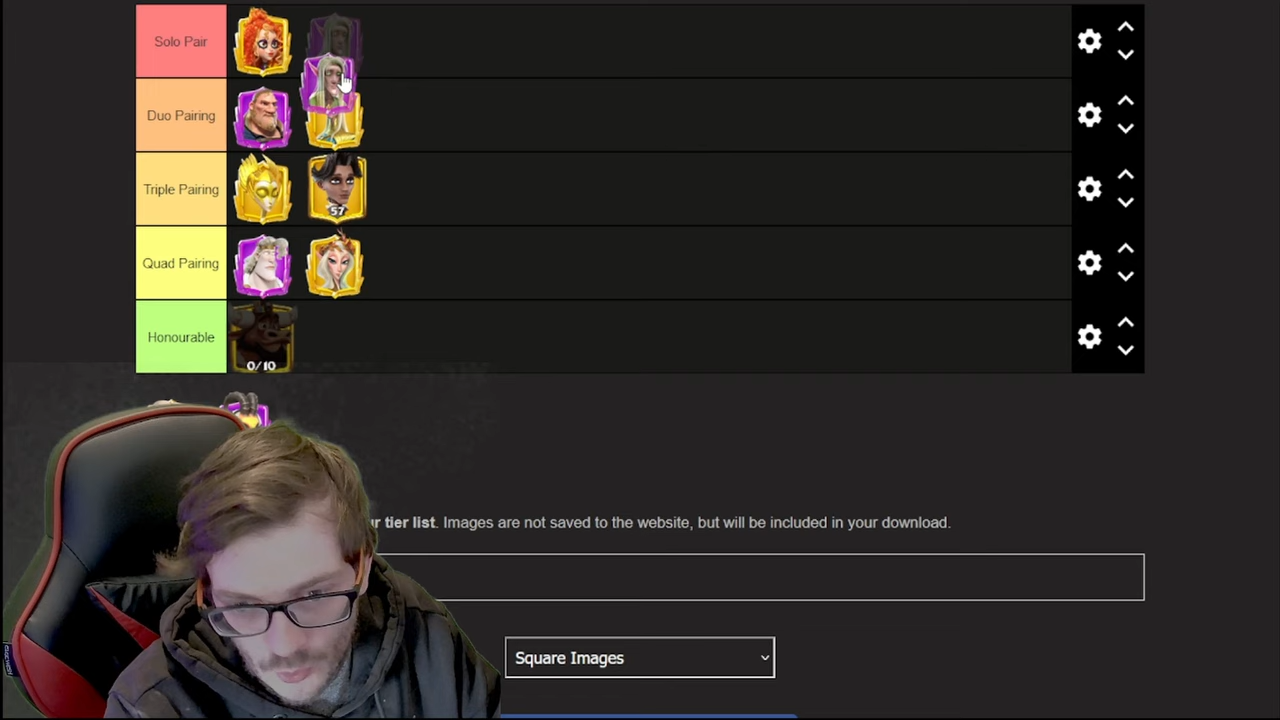 Solo Pair
Duo Pairing
Triple Pairing
57
Quad Pairing
Honourable
0/10
tier list. Images are not saved to the website, but will be included in your download.
Square Images